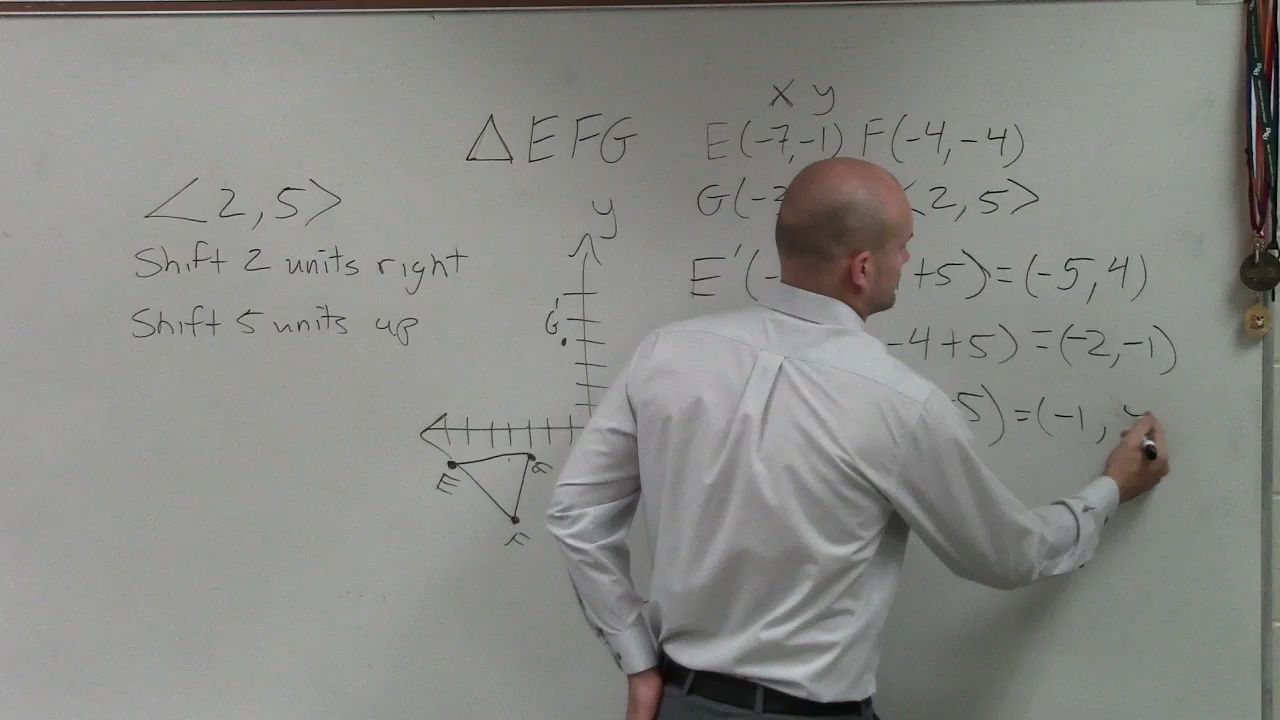 x y
△EFG E(-7,-1) F(-4,-4)
<2,5> G(-2 <2,5>
y
Shift 2 units right
E'(- +5)=(-5,4)
Shift 5 units up
G'
-4+5)=(-2,-1)
5)=(-1,
E
G
F